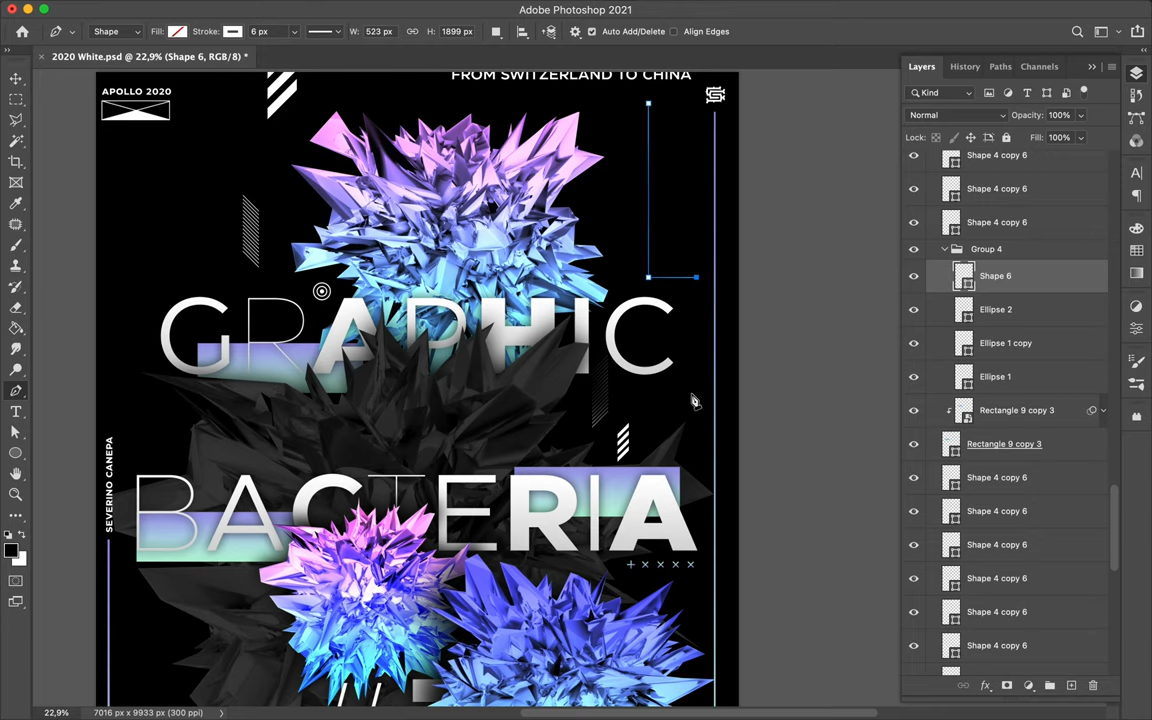 Adobe Photoshop 2021
Shape
Fill:
Stroke:
6 px
W:
523 px
H:
1899 px
Auto Add/Delete
Align Edges
2020 White.psd @ 22,9% (Shape 6, RGB/8) *
Layers
History
Paths
Channels
Kind
Normal
Opacity:
100%
Lock:
Fill:
100%
Shape 4 copy 6
Shape 4 copy 6
Shape 4 copy 6
Group 4
Shape 6
Ellipse 2
Ellipse 1 copy
Ellipse 1
Rectangle 9 copy 3
Rectangle 9 copy 3
Shape 4 copy 6
Shape 4 copy 6
Shape 4 copy 6
Shape 4 copy 6
Shape 4 copy 6
Shape 4 copy 6
FROM SWITZERLAND TO CHINA
APOLLO 2020
GRAPHIC
SEVERINO CANEPA
BACTERIA
22,9%
7016 px x 9933 px (300 ppi)